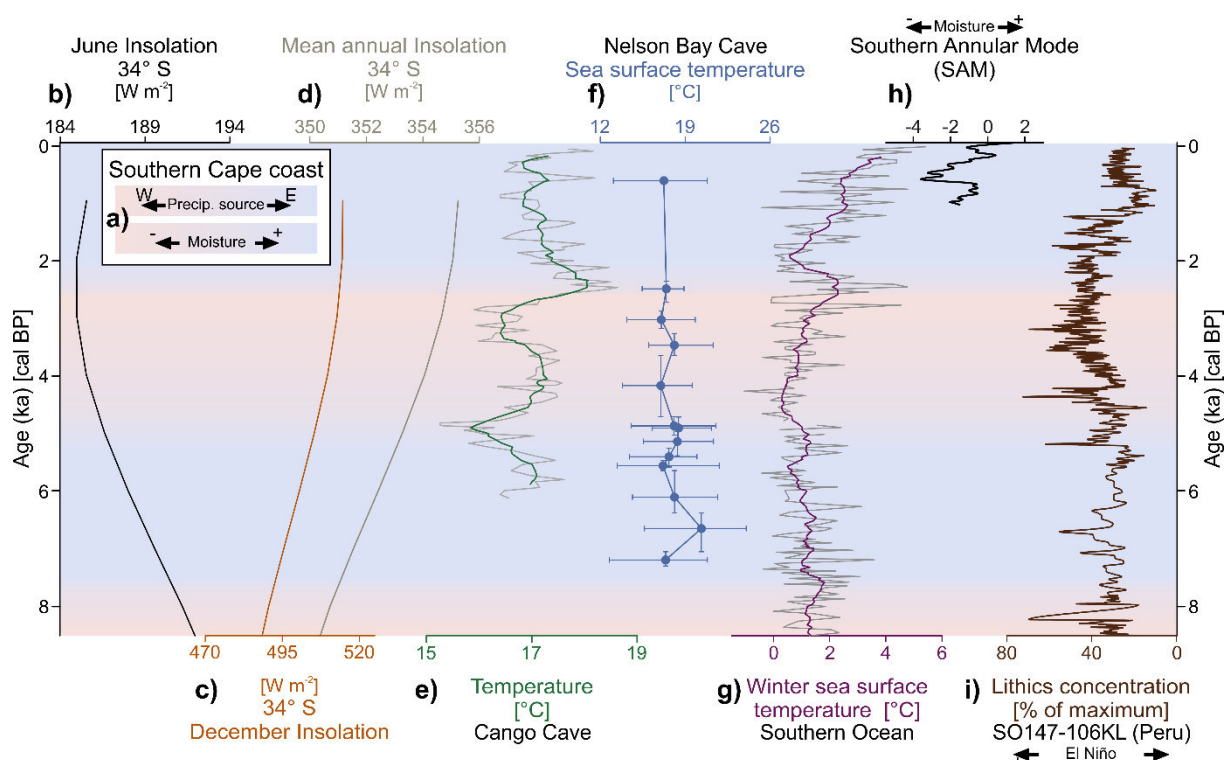 June Insolation
34° S
[W m-2]
b)
184 189 194
Mean annual Insolation
34° S
[W m-2]
d)
350 352 354 356
Nelson Bay Cave
Sea surface temperature
[°C]
f)
12 19 26
- Moisture +
Southern Annular Mode
(SAM)
h)
-4 -2 0 2
Southern Cape coast
W E
Precip. source
a)
- +
Moisture
0
2
4
6
8
Age (ka) [cal BP]
0
2
4
6
8
Age (ka) [cal BP]
470 495 520
c)
[W m-2]
34° S
December Insolation
15 17 19
e)
Temperature
[°C]
Cango Cave
0 2 4 6
g)
Winter sea surface
temperature [°C]
Southern Ocean
80 40 0
i)
Lithics concentration
[% of maximum]
SO147-106KL (Peru)
El Niño
- +